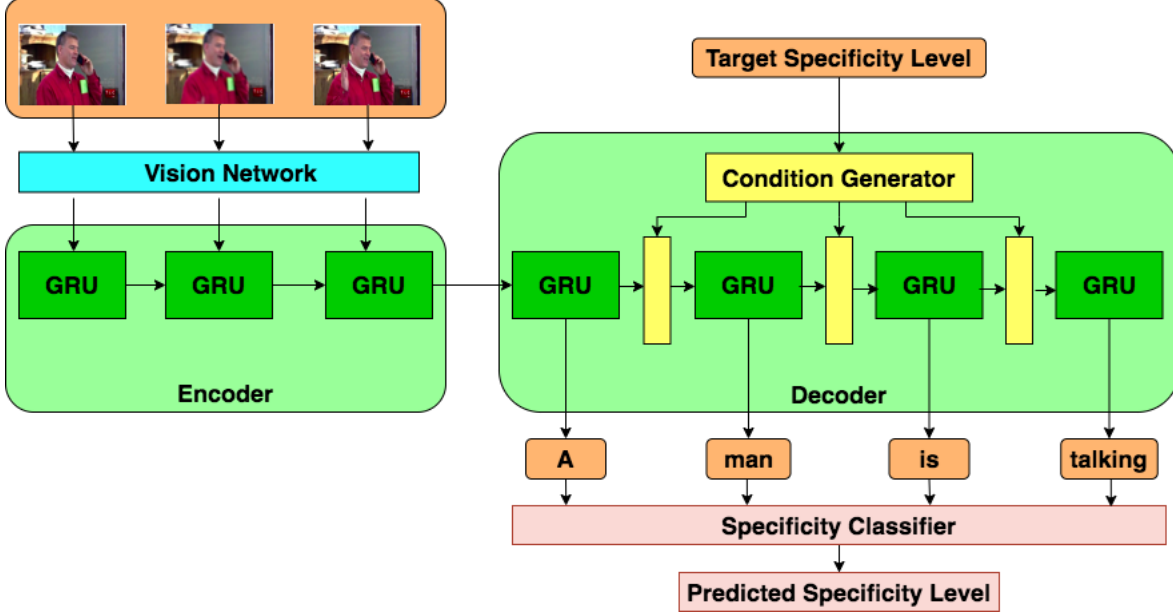 Target Specificity Level
Vision Network
Condition Generator
GRU
GRU
GRU
GRU
GRU
GRU
GRU
Encoder
Decoder
A
man
is
talking
Specificity Classifier
Predicted Specificity Level